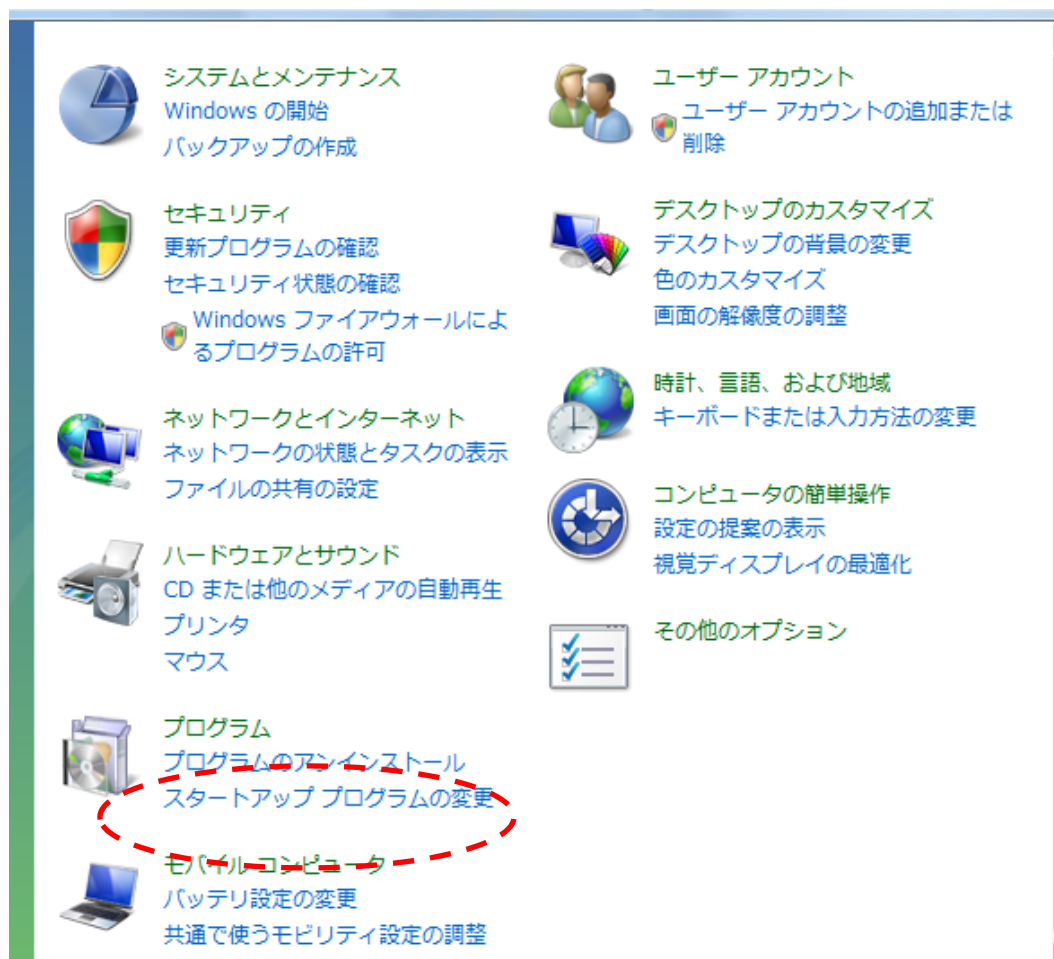 システムとメンテナンス
Windows の開始
バックアップの作成
セキュリティ
更新プログラムの確認
セキュリティ状態の確認
Windows ファイアウォールによ
るプログラムの許可
ネットワークとインターネット
ネットワークの状態とタスクの表示
ファイルの共有の設定
ハードウェアとサウンド
CD または他のメディアの自動再生
プリンタ
マウス
プログラム
プログラムのアンインストール
スタートアップ プログラムの変更
モバイル コンピュータ
バッテリ設定の変更
共通で使うモビリティ設定の調整
ユーザー アカウント
ユーザー アカウントの追加または
削除
デスクトップのカスタマイズ
デスクトップの背景の変更
色のカスタマイズ
画面の解像度の調整
時計、言語、および地域
キーボードまたは入力方法の変更
コンピュータの簡単操作
設定の提案の表示
視覚ディスプレイの最適化
その他のオプション